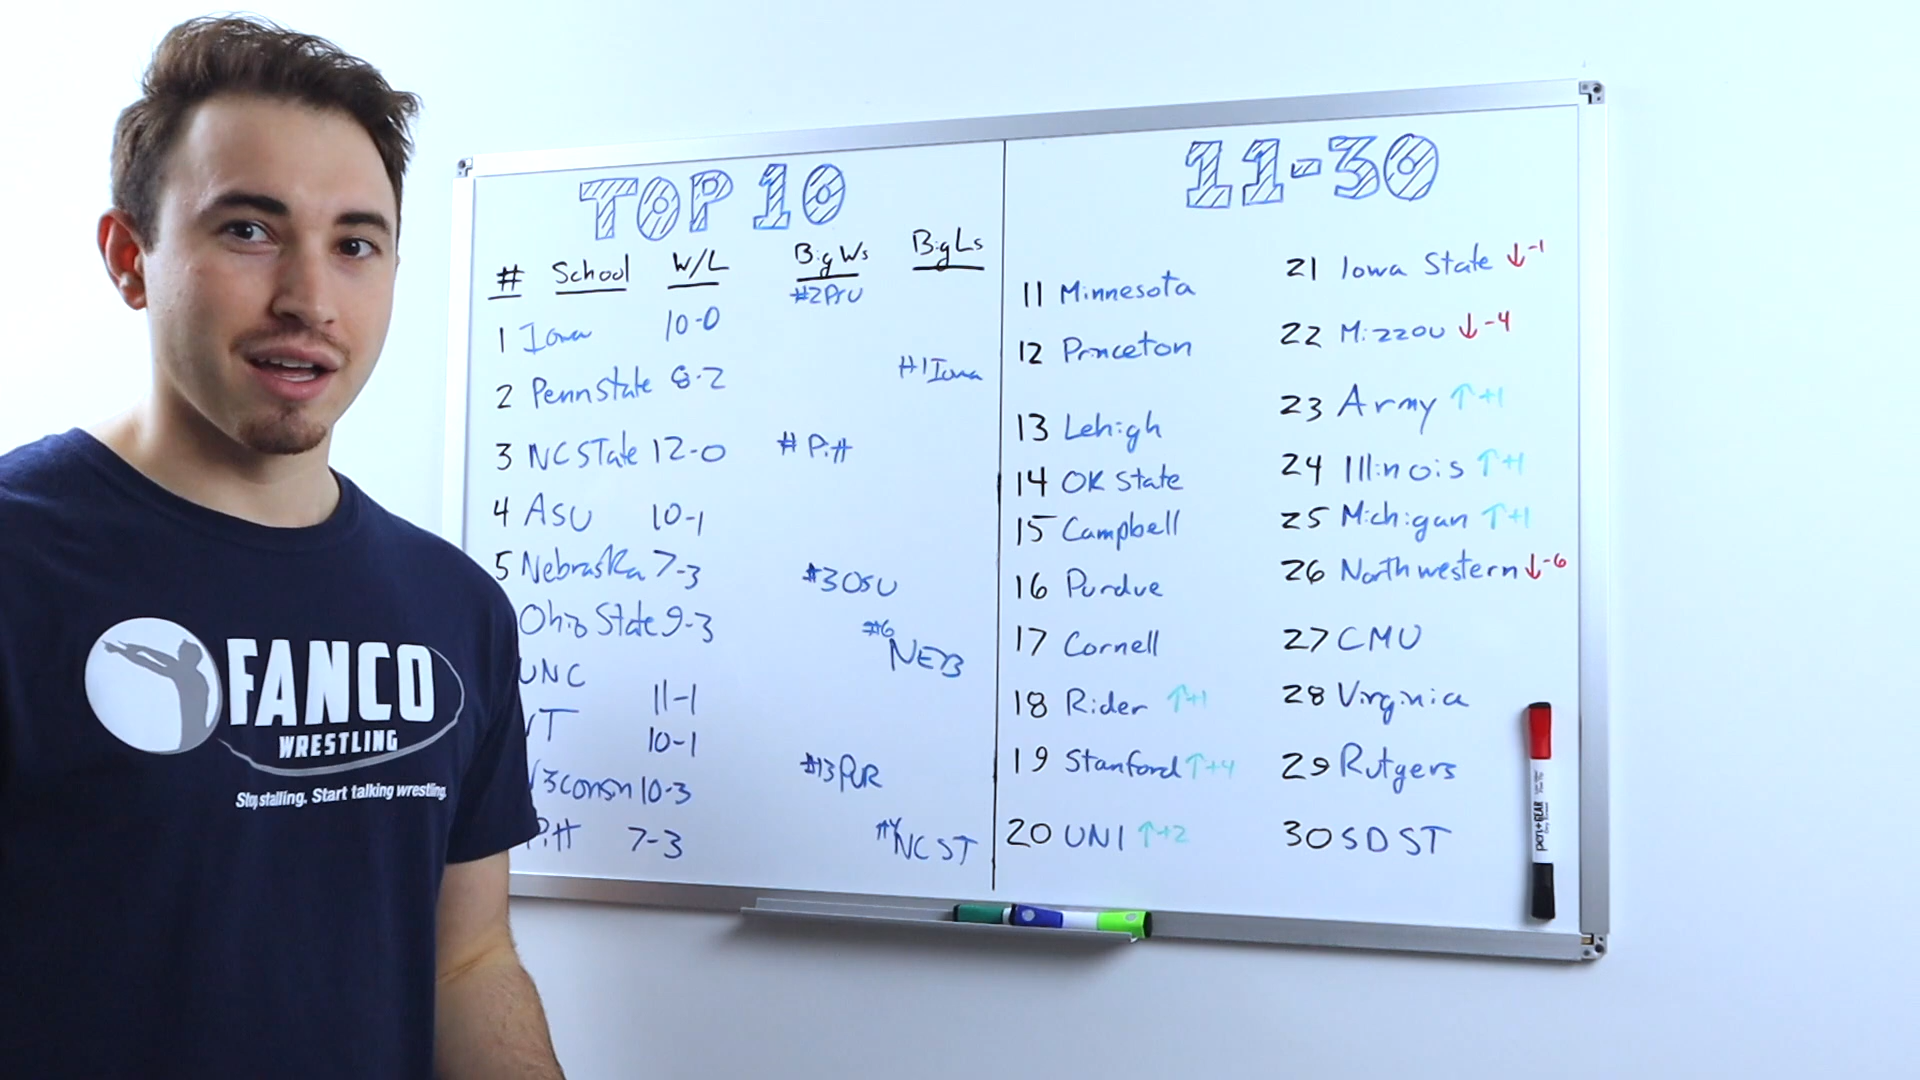 TOP 10
# School W/L Big Ws Big Ls
#2 PSU
1 Iowa 10-0
2 Penn State 8-2 #1 Iowa
3 NC STate 12-0 # Pitt
4 ASU 10-1
5 Nebraska 7-3 #3 OSU
Ohio State 9-3 #6 NEB
UNC 11-1
VT 10-1
W3consn 10-3 #13 PUR
Pitt 7-3 #4 NC ST
11-30
11 Minnesota
12 Princeton
13 Lehigh
14 OK State
15 Campbell
16 Purdue
17 Cornell
18 Rider ↑+1
19 Stanford ↑+4
20 UNI ↑+2
21 Iowa State ↓-1
22 Mizzou ↓-4
23 Army ↑+1
24 Illinois ↑+1
25 Michigan ↑+1
26 Northwestern ↓-6
27 CMU
28 Virginia
29 Rutgers
30 SD ST
FANCO
WRESTLING
Stop stalling. Start talking wrestling.
pen+GEAR